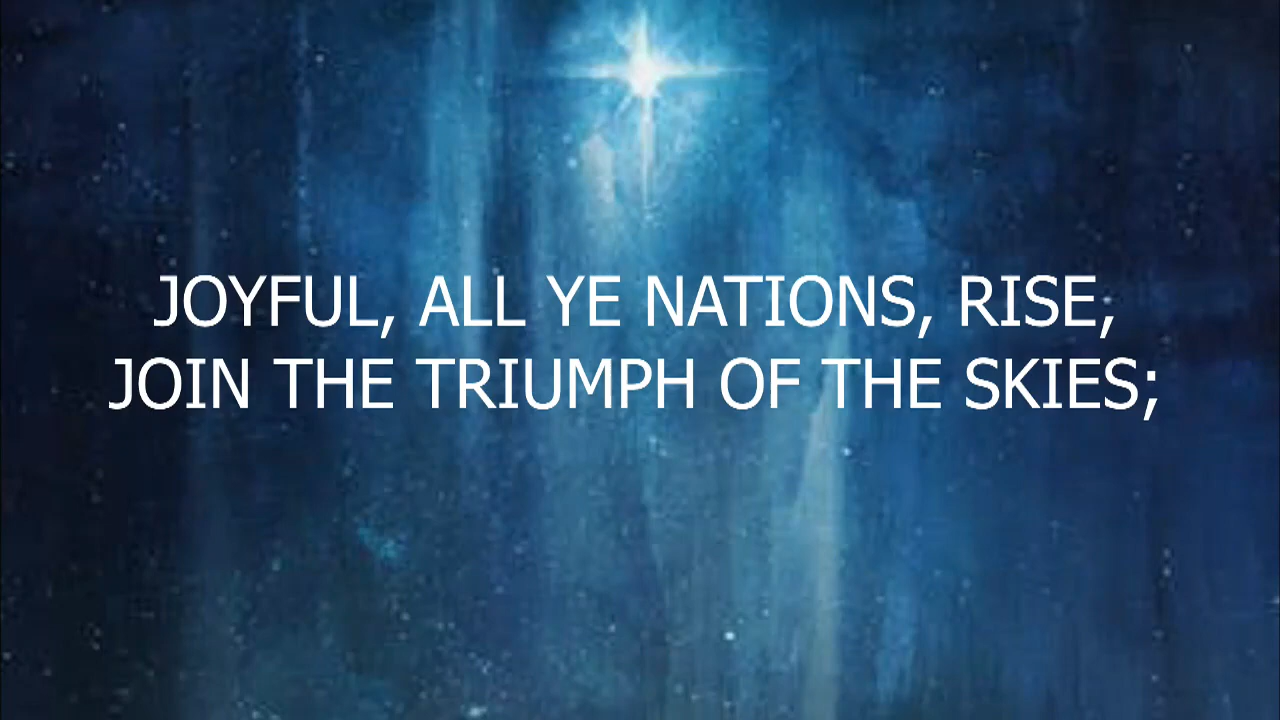 JOYFUL, ALL YE NATIONS, RISE,
JOIN THE TRIUMPH OF THE SKIES;